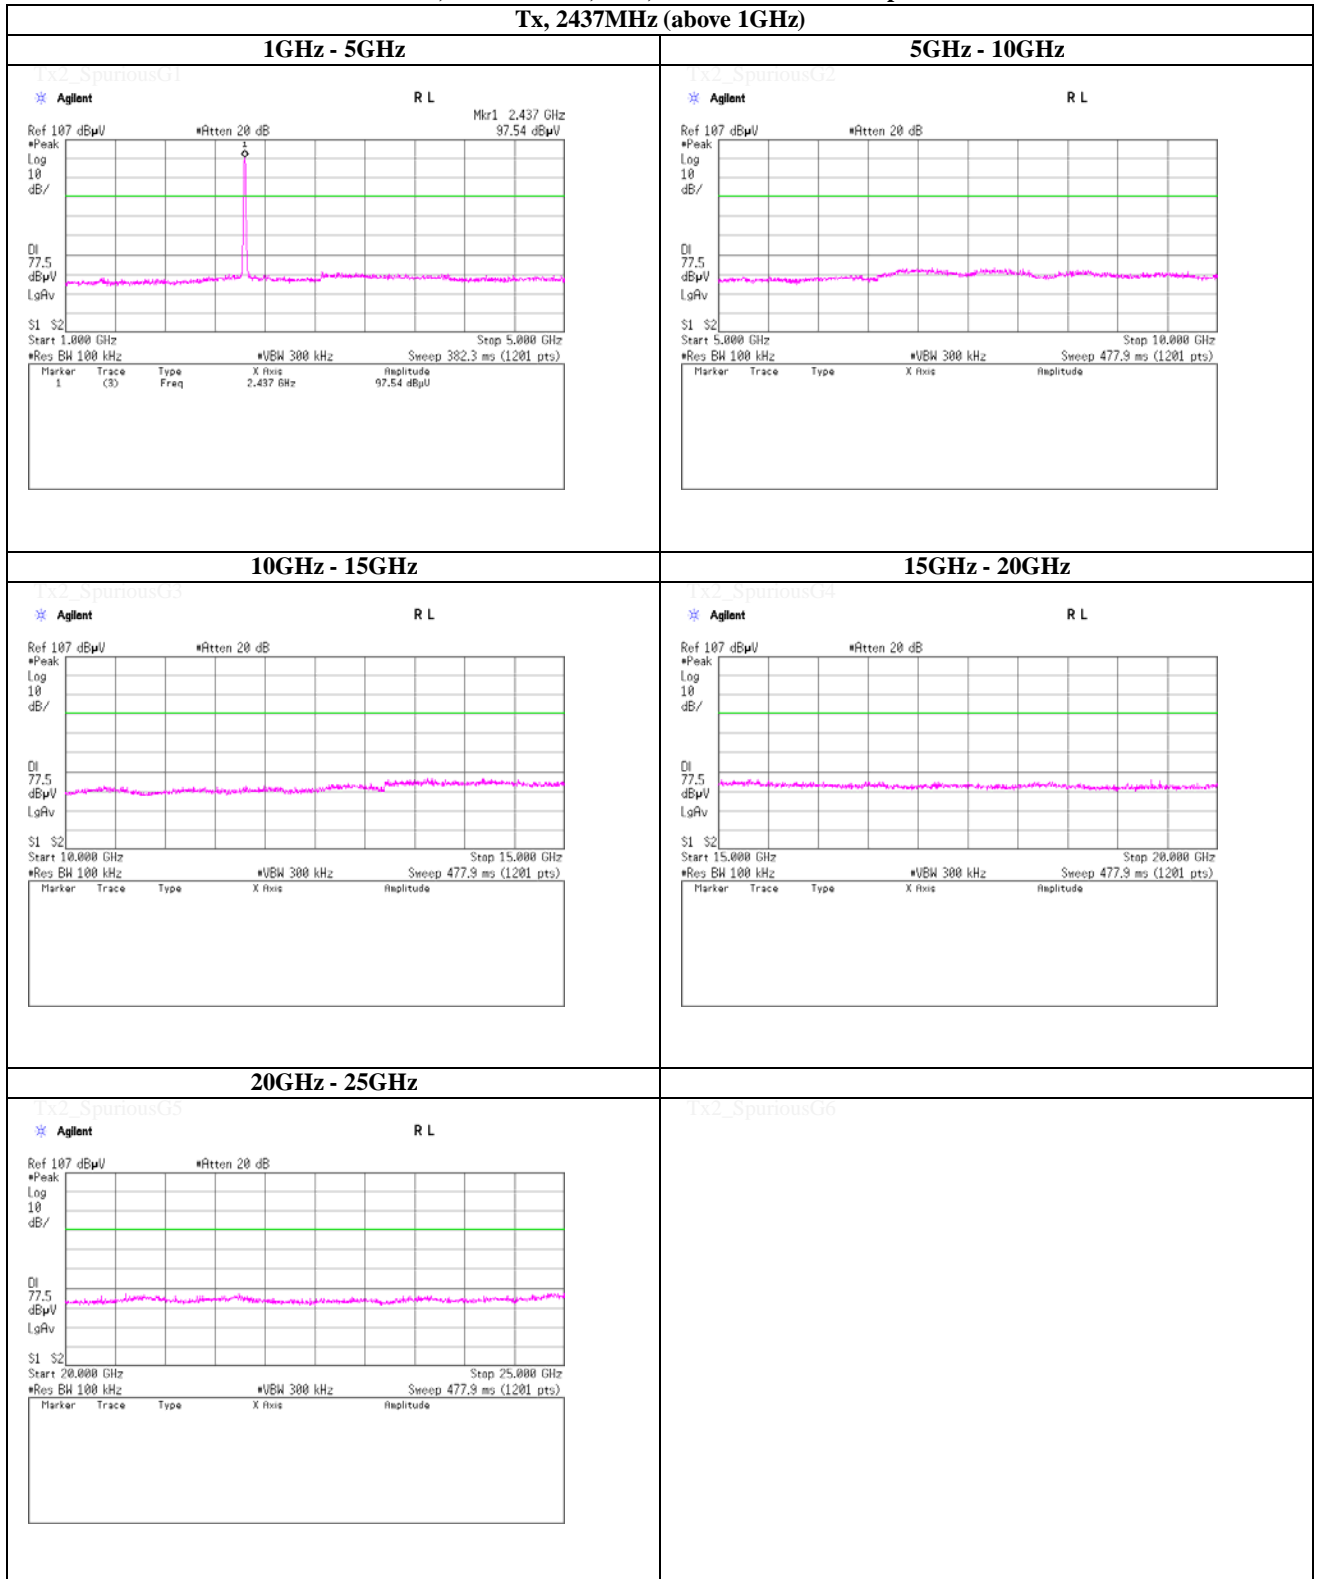 Tx, 2437MHz (above 1GHz)
1GHz - 5GHz
5GHz - 10GHz
Tx2_SpuriousG1
Agilent R L
Mkr1 2.437 GHz
Ref 107 dBµV #Atten 20 dB 97.54 dBµV
#Peak
1
Log
10
dB/
DI
77.5
dBµV
LgAv
S1 S2
Start 1.000 GHz Stop 5.000 GHz
#Res BW 100 kHz #VBW 300 kHz Sweep 382.3 ms (1201 pts)
Marker Trace Type X Axis Amplitude
1 (3) Freq 2.437 GHz 97.54 dBµV
Tx2_SpuriousG2
Agilent R L
Ref 107 dBµV #Atten 20 dB
#Peak
Log
10
dB/
DI
77.5
dBµV
LgAv
S1 S2
Start 5.000 GHz Stop 10.000 GHz
#Res BW 100 kHz #VBW 300 kHz Sweep 477.9 ms (1201 pts)
Marker Trace Type X Axis Amplitude
10GHz - 15GHz
15GHz - 20GHz
Tx2_SpuriousG3
Agilent R L
Ref 107 dBµV #Atten 20 dB
#Peak
Log
10
dB/
DI
77.5
dBµV
LgAv
S1 S2
Start 10.000 GHz Stop 15.000 GHz
#Res BW 100 kHz #VBW 300 kHz Sweep 477.9 ms (1201 pts)
Marker Trace Type X Axis Amplitude
Tx2_SpuriousG4
Agilent R L
Ref 107 dBµV #Atten 20 dB
#Peak
Log
10
dB/
DI
77.5
dBµV
LgAv
S1 S2
Start 15.000 GHz Stop 20.000 GHz
#Res BW 100 kHz #VBW 300 kHz Sweep 477.9 ms (1201 pts)
Marker Trace Type X Axis Amplitude
20GHz - 25GHz
Tx2_SpuriousG5
Agilent R L
Ref 107 dBµV #Atten 20 dB
#Peak
Log
10
dB/
DI
77.5
dBµV
LgAv
S1 S2
Start 20.000 GHz Stop 25.000 GHz
#Res BW 100 kHz #VBW 300 kHz Sweep 477.9 ms (1201 pts)
Marker Trace Type X Axis Amplitude
Tx2_SpuriousG6